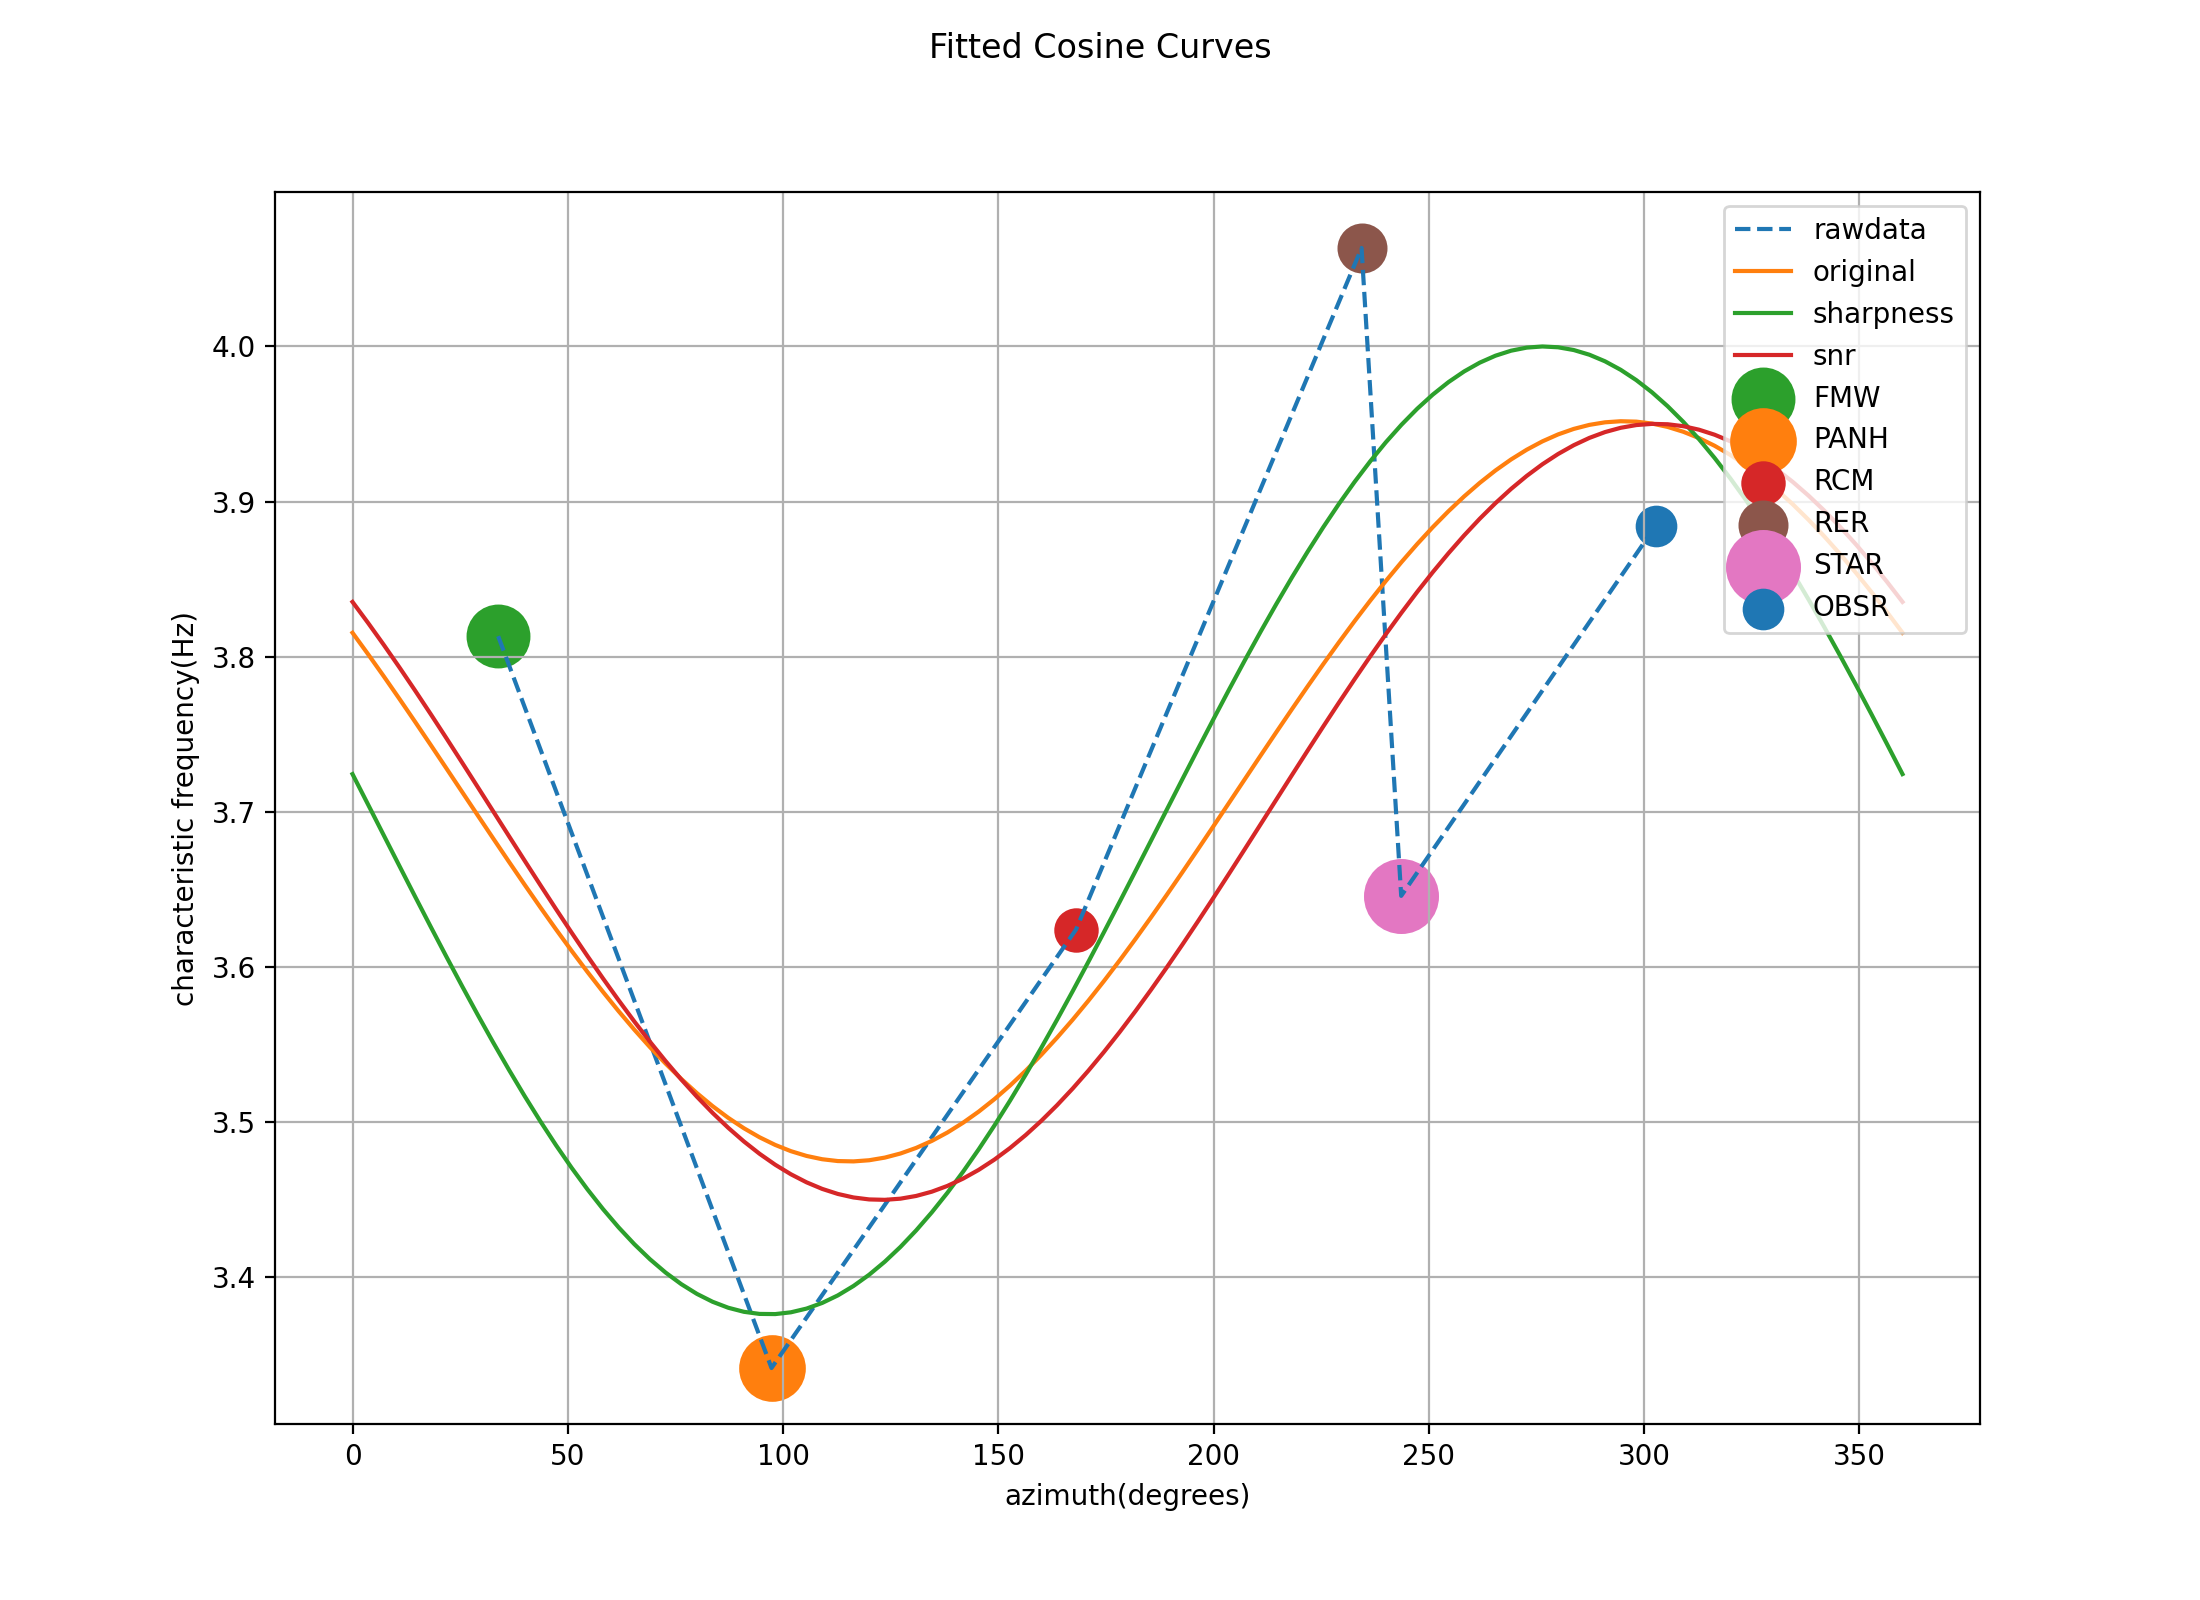 Fitted Cosine Curves
characteristic frequency(Hz)
4.0
3.9
3.8
3.7
3.6
3.5
3.4
rawdata
original
sharpness
snr
FMW
PANH
RCM
RER
STAR
OBSR
0 50 100 150 200 250 300 350
azimuth(degrees)